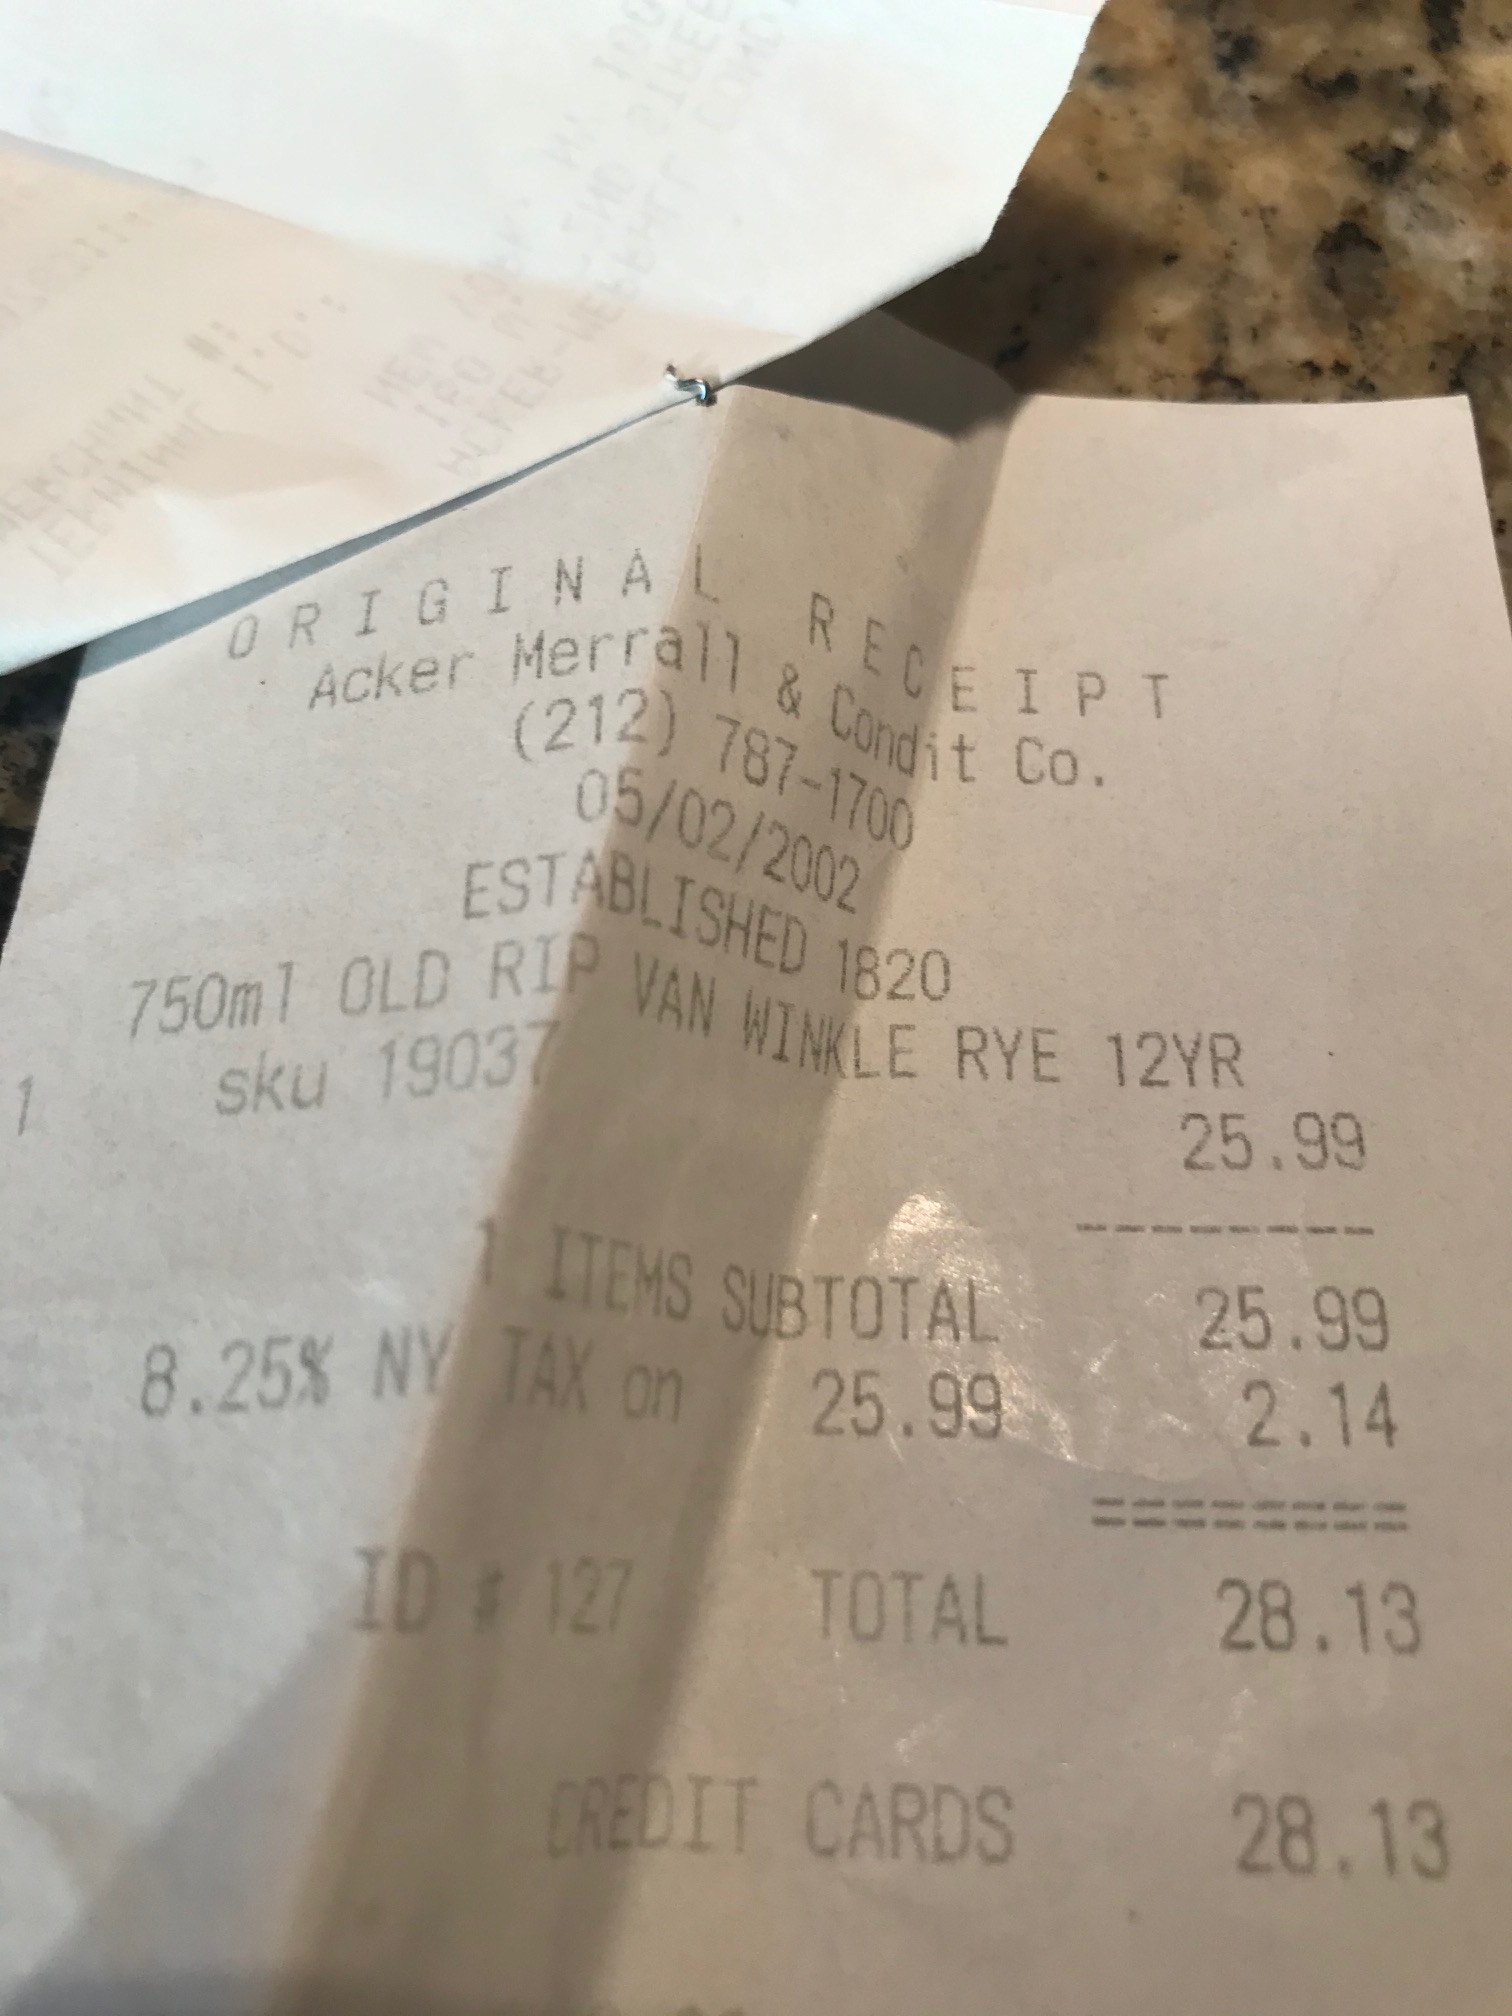 ORIGINAL RECEIPT
Acker Merrall & Condit Co.
(212) 787-1700
05/02/2002
ESTABLISHED 1820
750ml OLD RIP VAN WINKLE RYE 12YR
1 sku 19037 25.99
1 ITEMS SUBTOTAL 25.99
8.25% NY TAX on 25.99 2.14
ID # 127 TOTAL 28.13
CREDIT CARDS 28.13